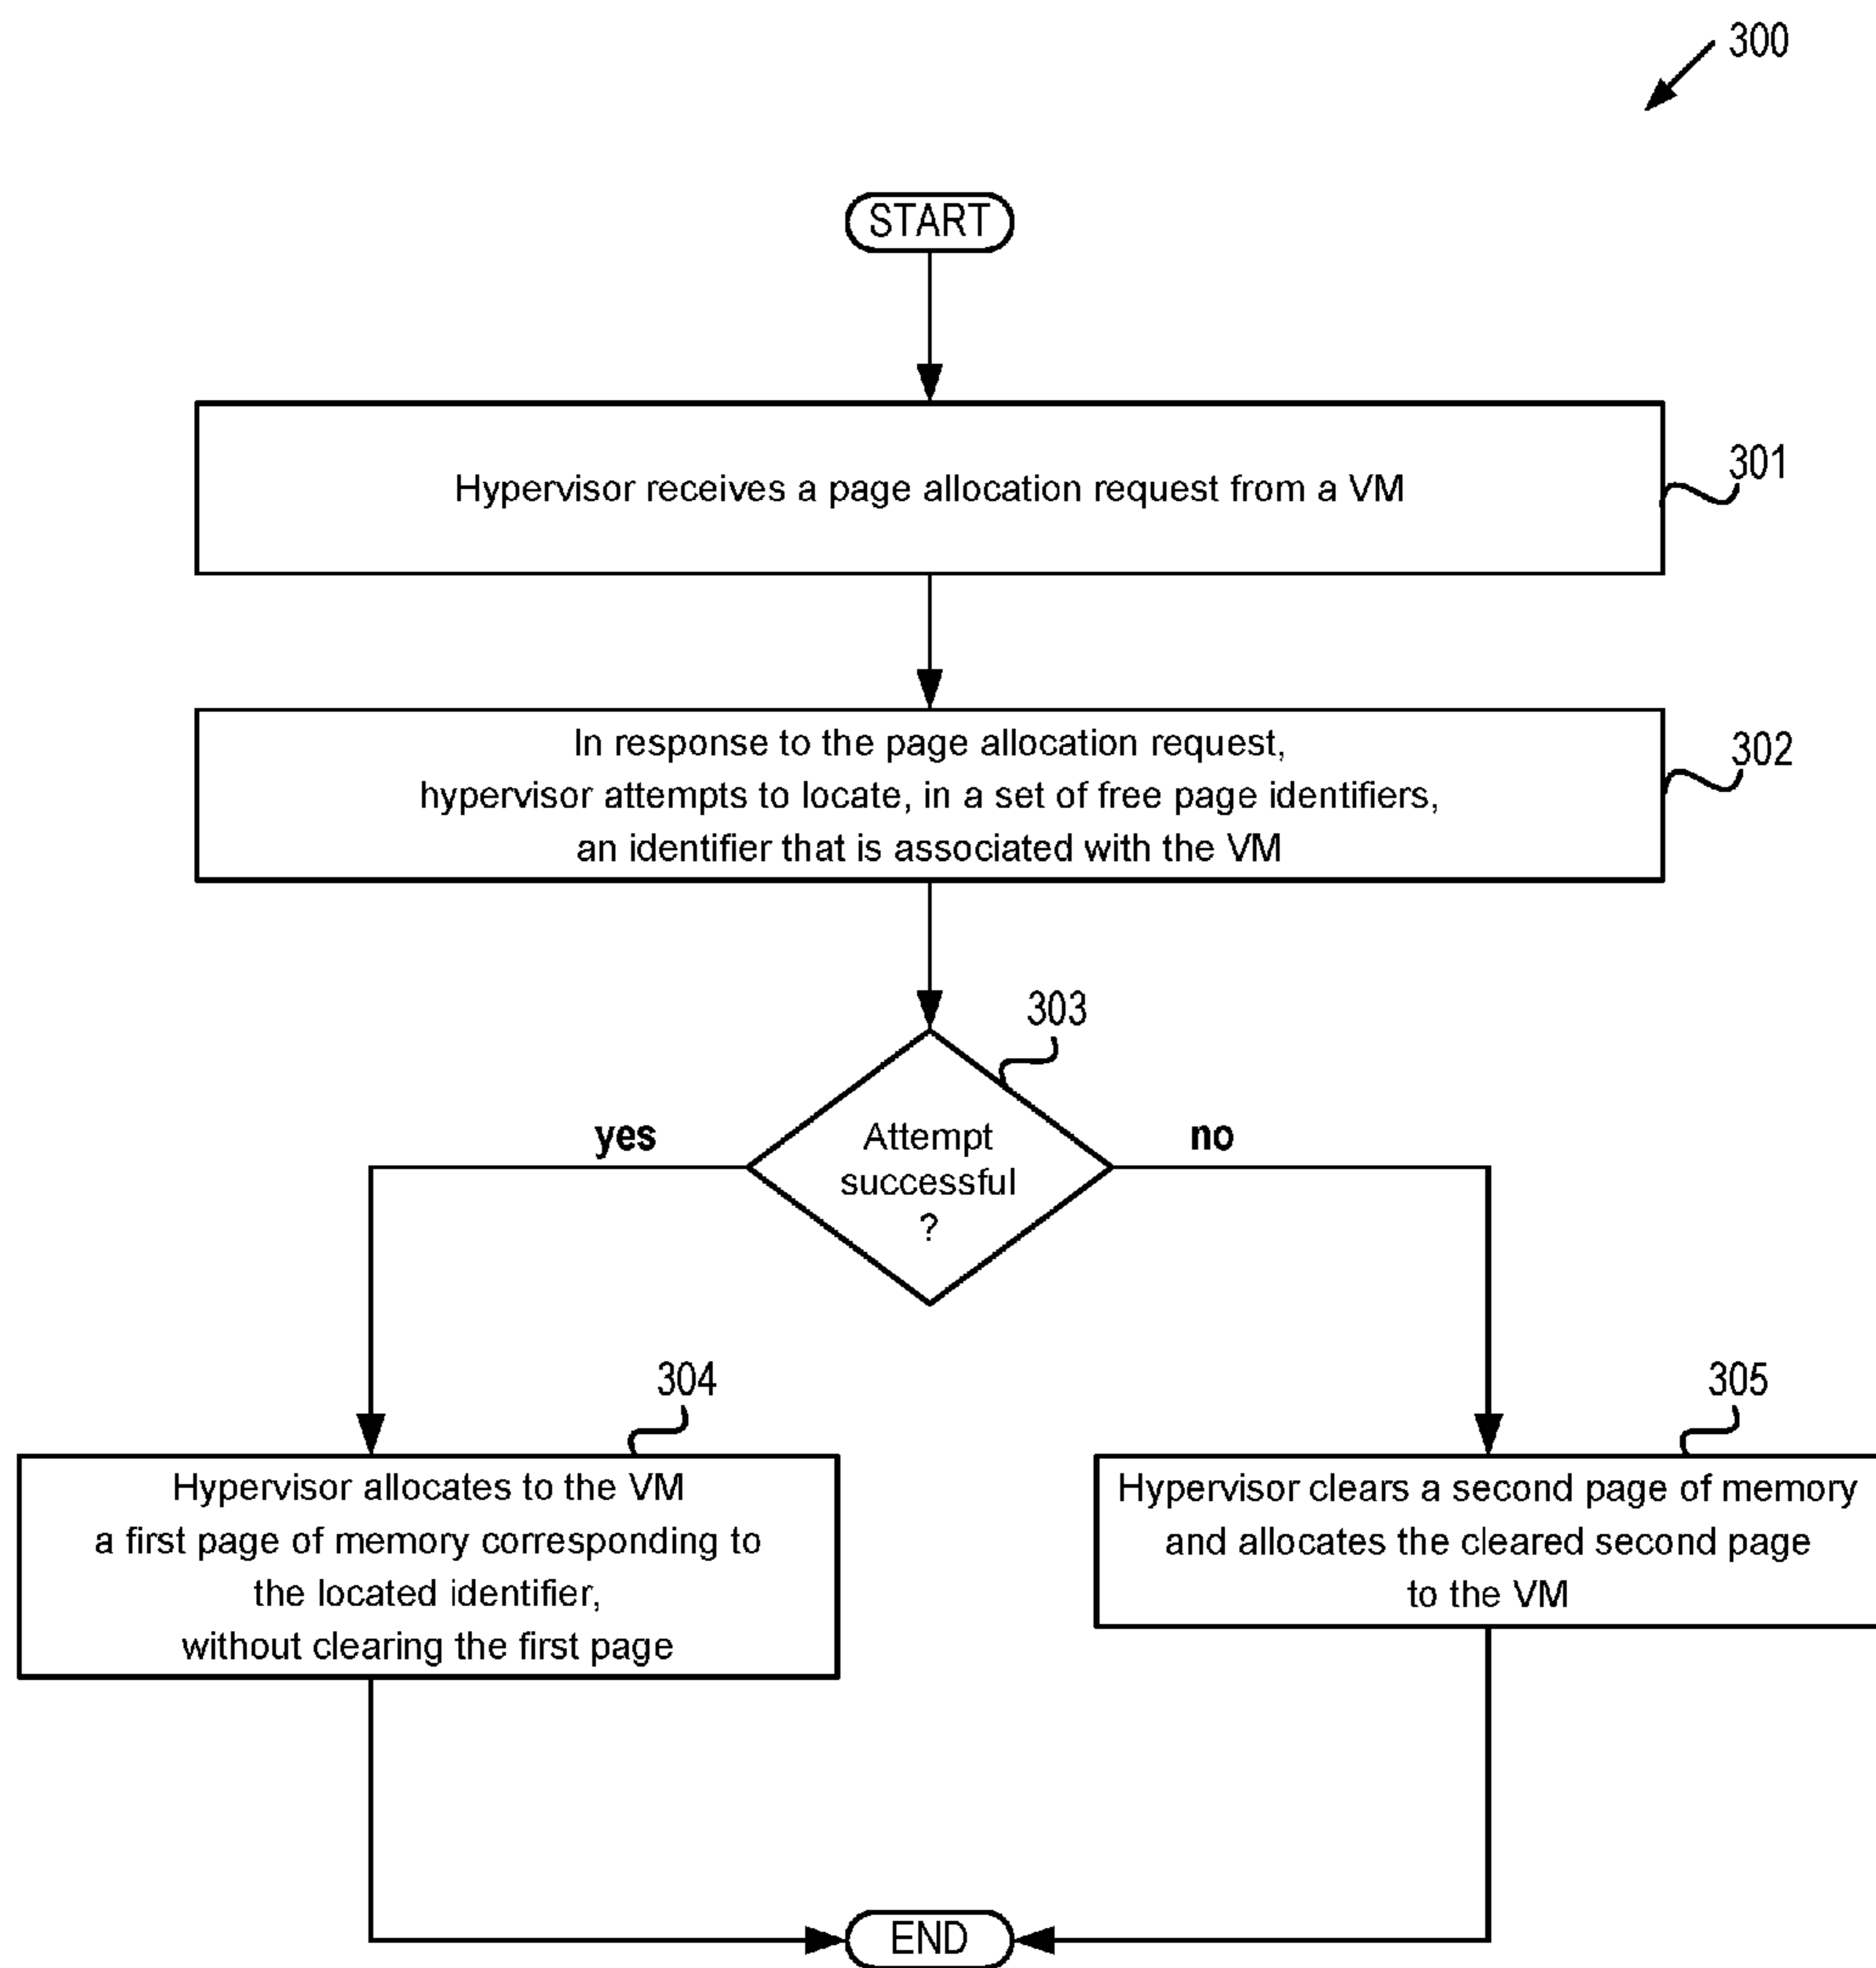 300
START
Hypervisor receives a page allocation request from a VM
301
In response to the page allocation request,
hypervisor attempts to locate, in a set of free page identifiers,
an identifier that is associated with the VM
302
303
yes
Attempt
successful
?
no
304
Hypervisor allocates to the VM
a first page of memory corresponding to
the located identifier,
without clearing the first page
305
Hypervisor clears a second page of memory
and allocates the cleared second page
to the VM
END